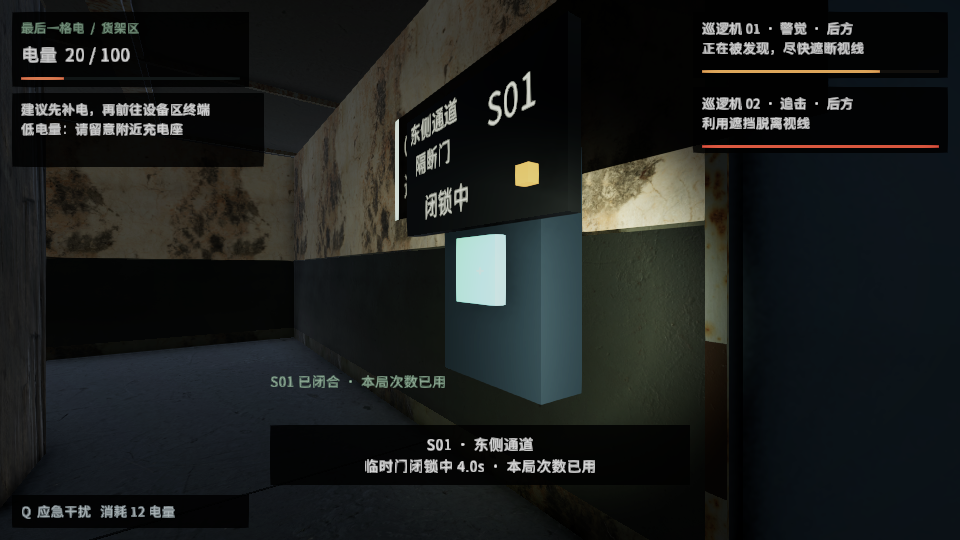 最后一格电 / 货架区
电量 20 / 100
建议先补电，再前往设备区终端
低电量：请留意附近充电座
巡逻机 01 · 警觉 · 后方
正在被发现，尽快遮断视线
巡逻机 02 · 追击 · 后方
利用遮挡脱离视线
S01
东侧通道
隔断门
闭锁中
S01 已闭合 · 本局次数已用
S01 · 东侧通道
临时门闭锁中 4.0s · 本局次数已用
Q 应急干扰 消耗 12 电量